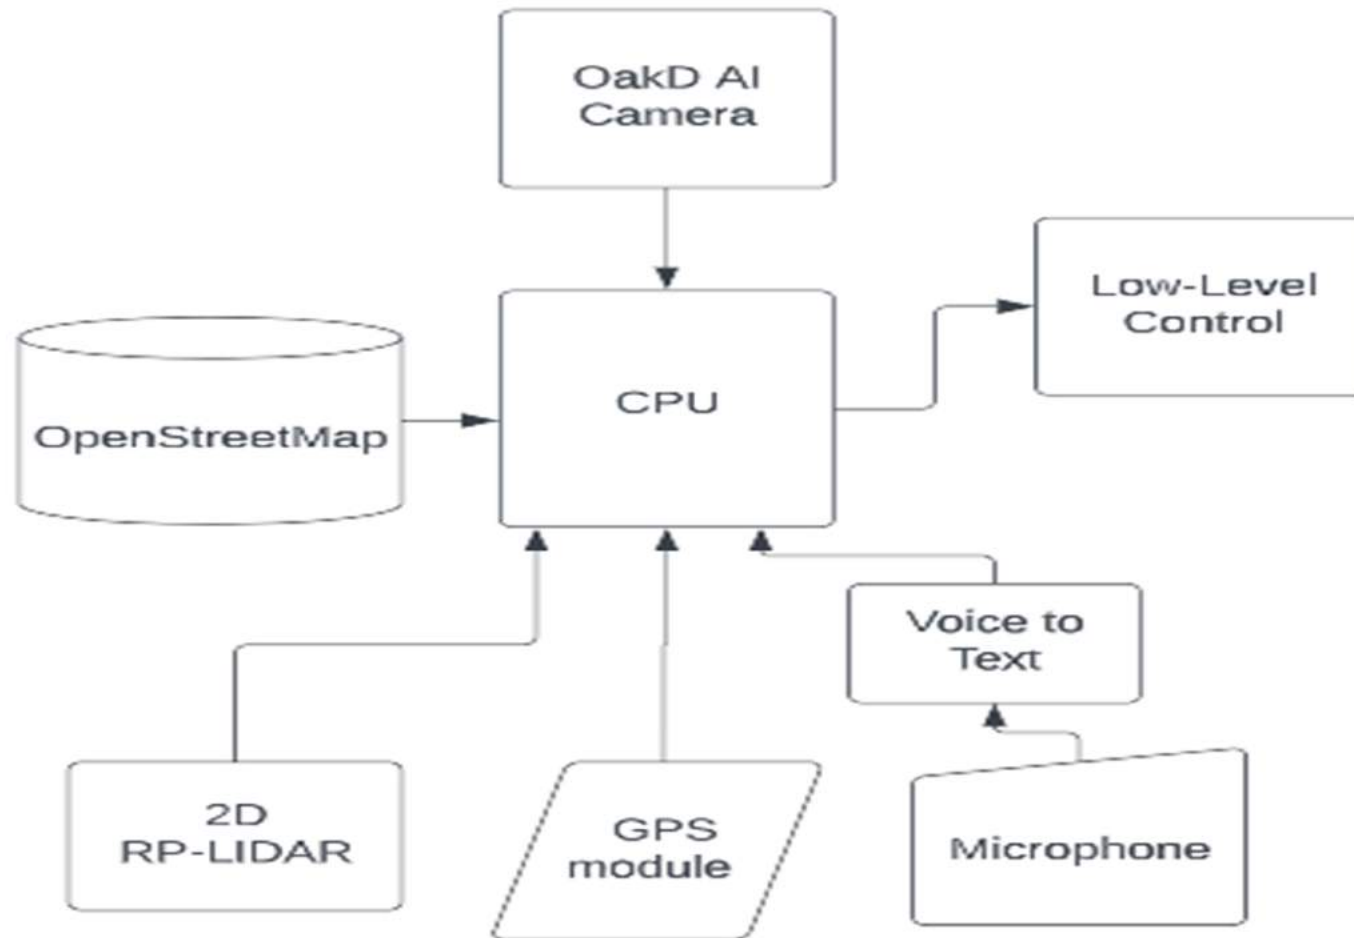 OakD AI
Camera
Low-Level
Control
CPU
OpenStreetMap
Voice to
Text
2D
RP-LIDAR
GPS
module
Microphone